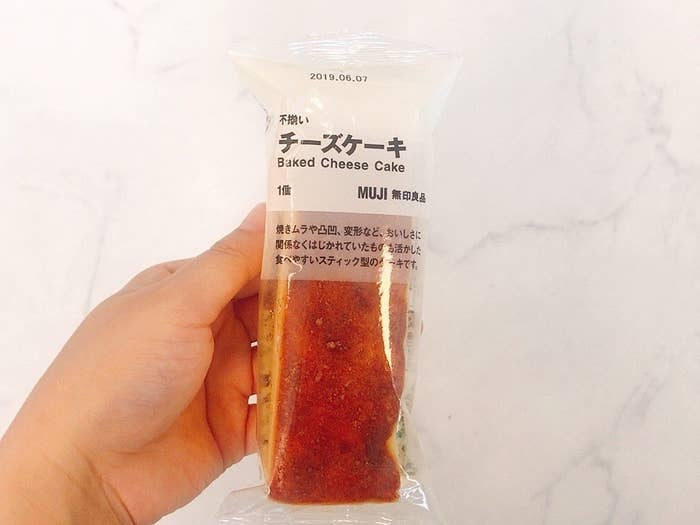 2019.06.07
不揃い
チーズケーキ
Baked Cheese Cake
1個 MUJI 無印良品
焼きムラや凸凹、変形など、おいしさに
関係なくはじかれていたものも活かした
食べやすいスティック型のケーキです。